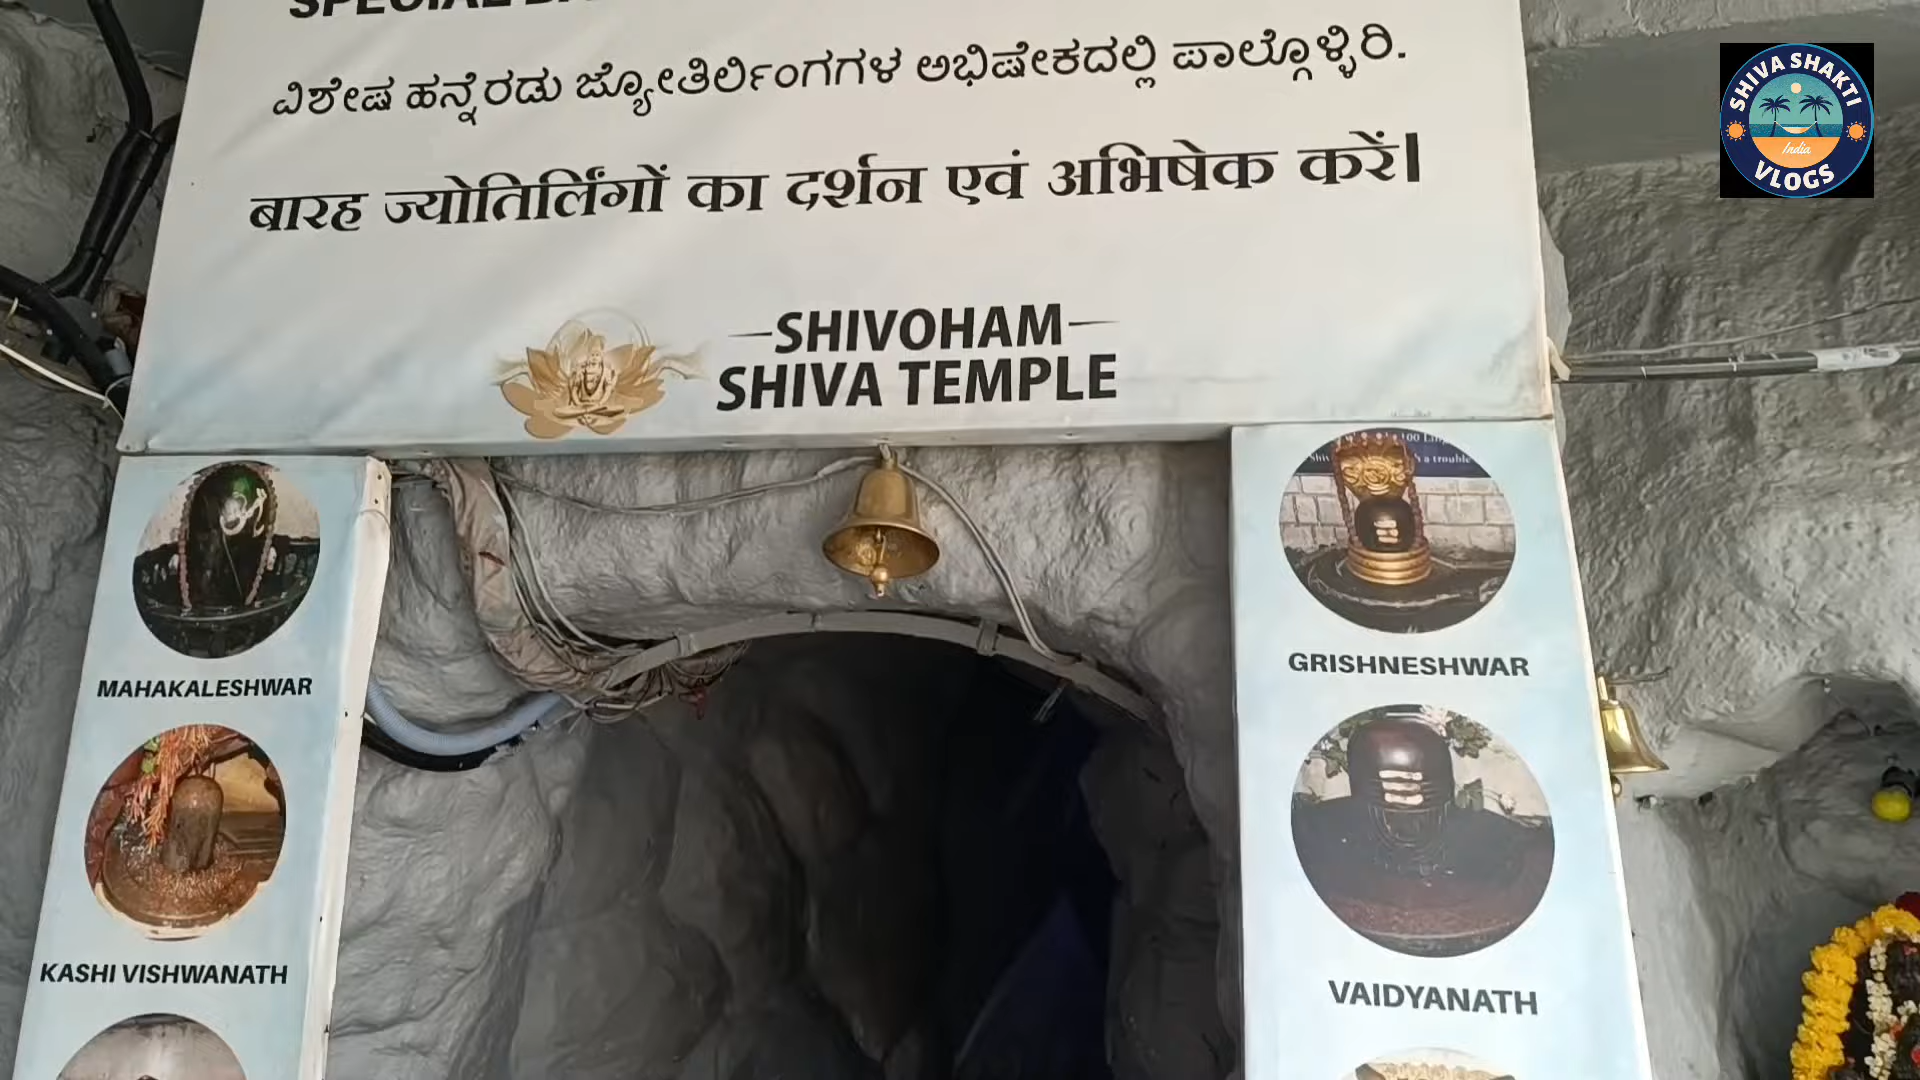 SPECIAL
ವಿಶೇಷ ಹನ್ನೆರಡು ಜ್ಯೋತಿರ್ಲಿಂಗಗಳ ಅಭಿಷೇಕದಲ್ಲಿ ಪಾಲ್ಗೊಳ್ಳಿರಿ.
बारह ज्योतिर्लिंगों का दर्शन एवं अभिषेक करें।
SHIVOHAM
SHIVA TEMPLE
MAHAKALESHWAR
KASHI VISHWANATH
GRISHNESHWAR
VAIDYANATH
SHIVA SHAKTI
India
VLOGS